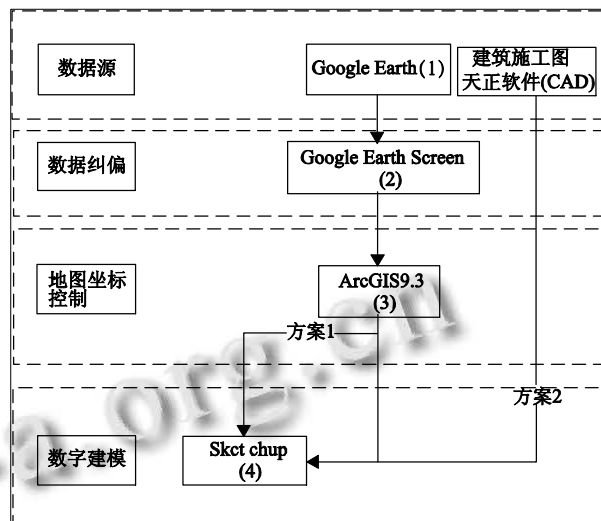 数据源
Google Earth(1)
建筑施工图
天正软件(CAD)
数据纠偏
Google Earth Screen
(2)
地图坐标
控制
ArcGIS9.3
(3)
方案1
方案2
数字建模
Skct chup
(4)
a.org.cn